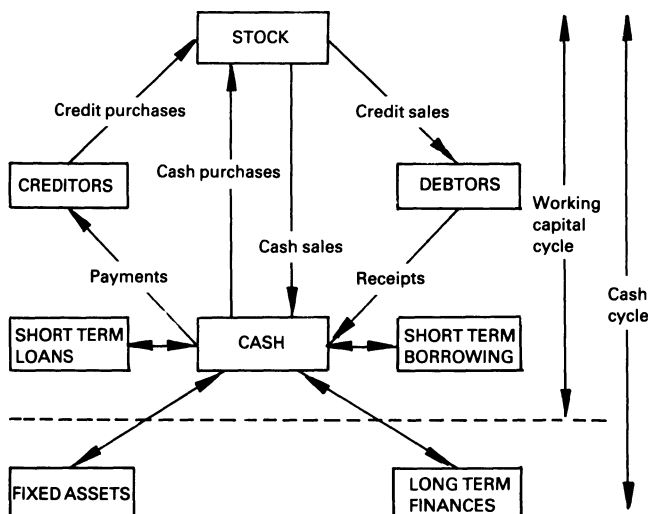 STOCK
Credit purchases
Credit sales
Cash purchases
CREDITORS
DEBTORS
Working
capital
cycle
Cash sales
Payments
Receipts
Cash
cycle
SHORT TERM
LOANS
CASH
SHORT TERM
BORROWING
FIXED ASSETS
LONG TERM
FINANCES